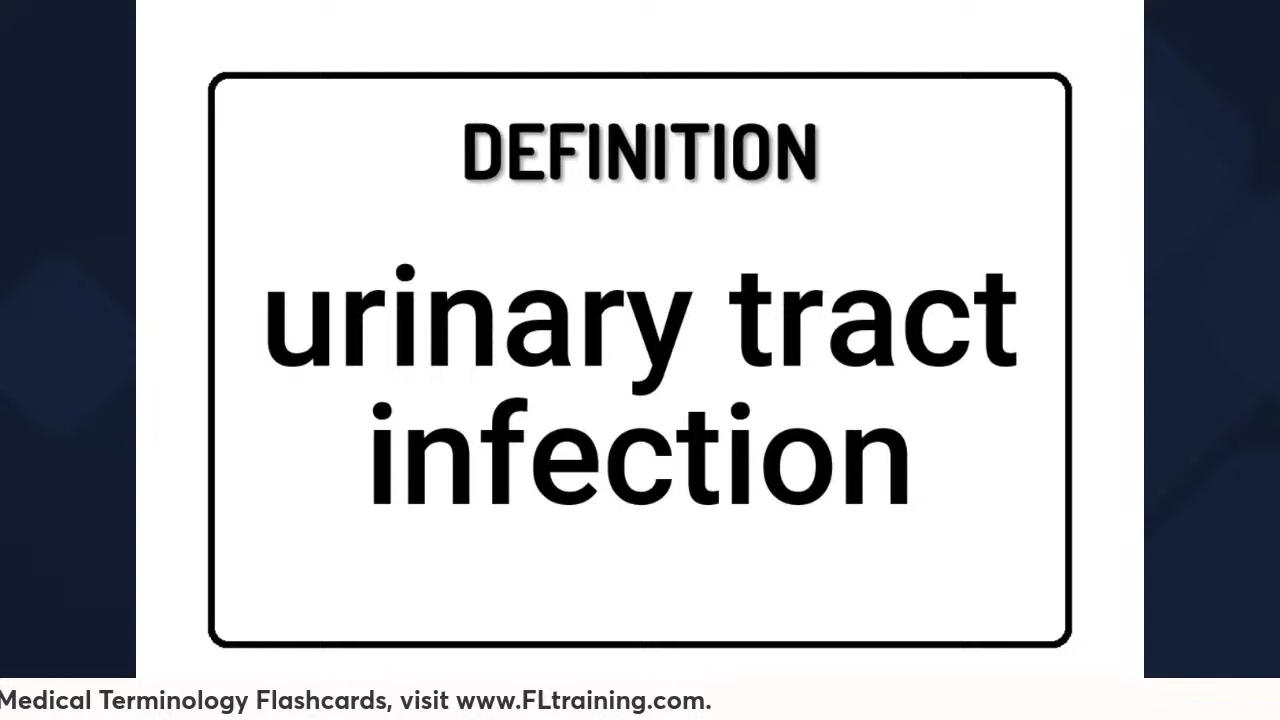 DEFINITION
urinary tract
infection
Medical Terminology Flashcards, visit www.FLtraining.com.